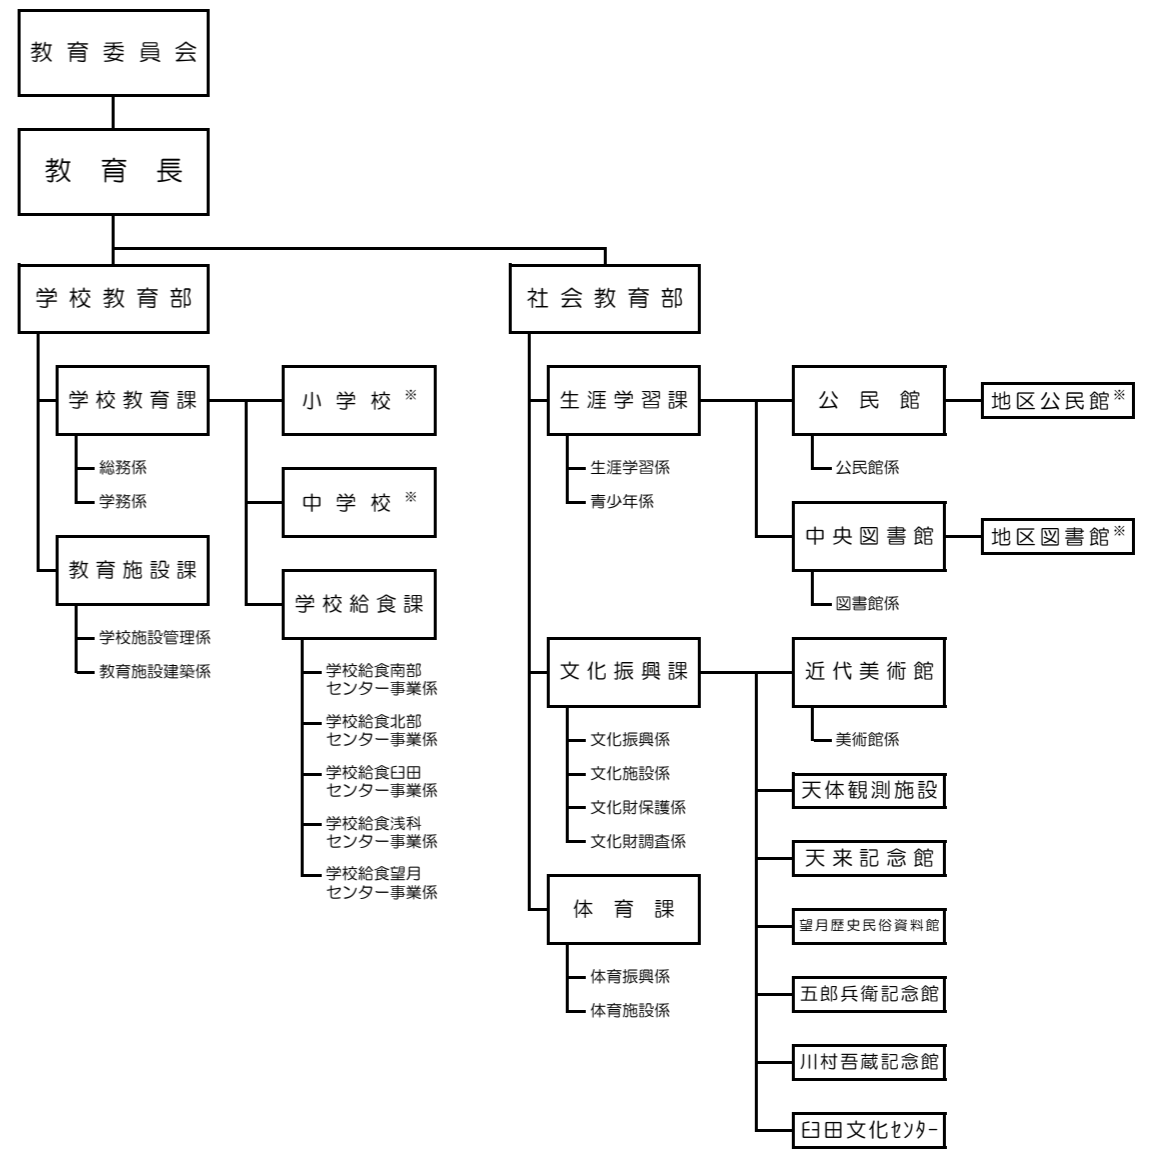 教育委員会
教育長
学校教育部
学校教育課
総務係
学務係
教育施設課
学校施設管理係
教育施設建築係
小学校※
中学校※
学校給食課
学校給食南部
センター事業係
学校給食北部
センター事業係
学校給食臼田
センター事業係
学校給食浅科
センター事業係
学校給食望月
センター事業係
社会教育部
生涯学習課
生涯学習係
青少年係
公民館
公民館係
地区公民館※
中央図書館
図書館係
地区図書館※
文化振興課
文化振興係
文化施設係
文化財保護係
文化財調査係
体育課
体育振興係
体育施設係
近代美術館
美術館係
天体観測施設
天来記念館
望月歴史民俗資料館
五郎兵衛記念館
川村吾蔵記念館
臼田文化ｾﾝﾀｰ